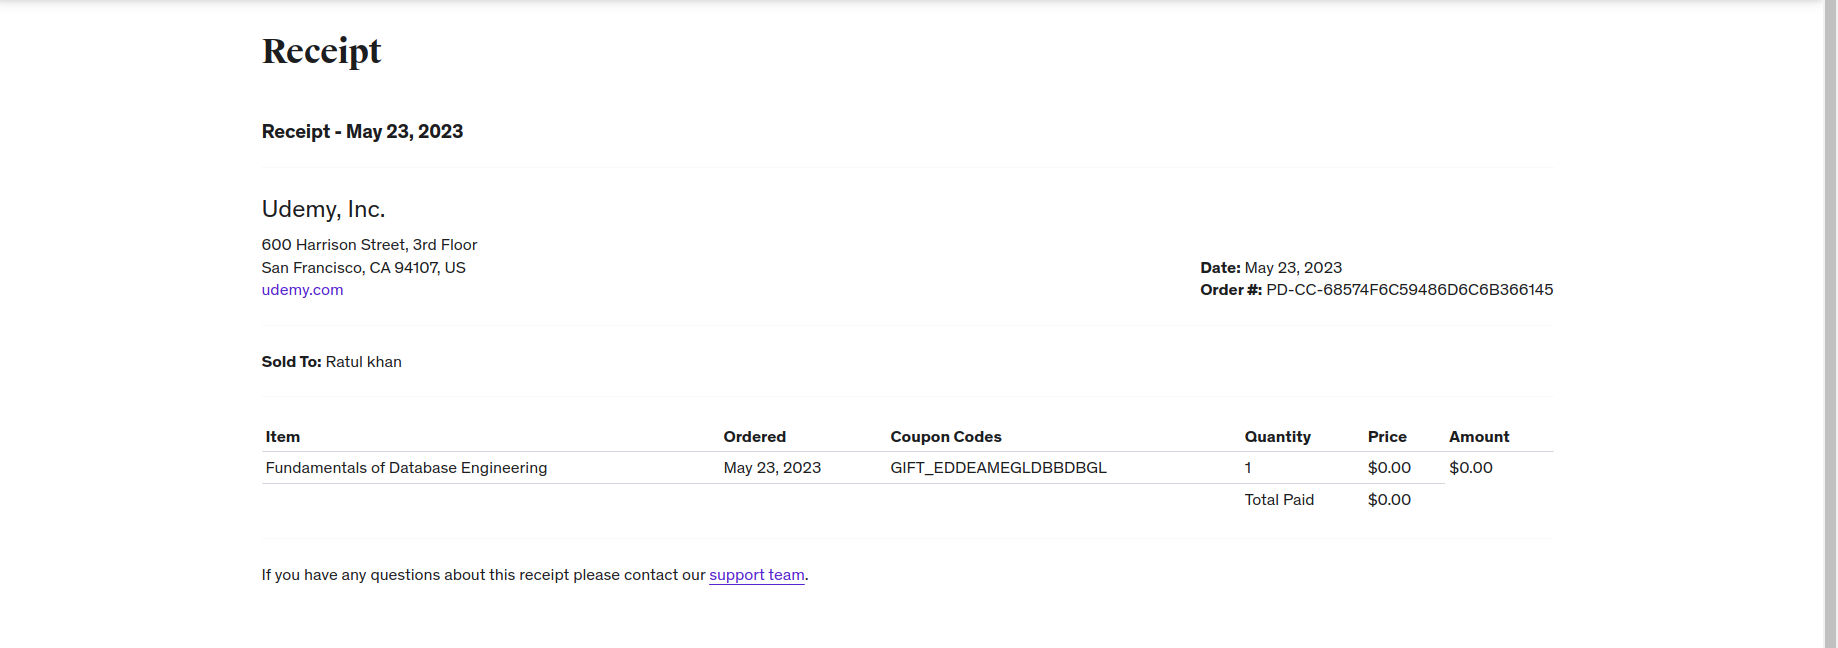 Receipt
Receipt - May 23, 2023
Udemy, Inc.
600 Harrison Street, 3rd Floor
San Francisco, CA 94107, US
udemy.com
Date: May 23, 2023
Order #: PD-CC-68574F6C59486D6C6B366145
Sold To: Ratul khan
Item Ordered Coupon Codes Quantity Price Amount
Fundamentals of Database Engineering May 23, 2023 GIFT_EDDEAMEGLDBBDBGL 1 $0.00 $0.00
Total Paid $0.00
If you have any questions about this receipt please contact our support team.